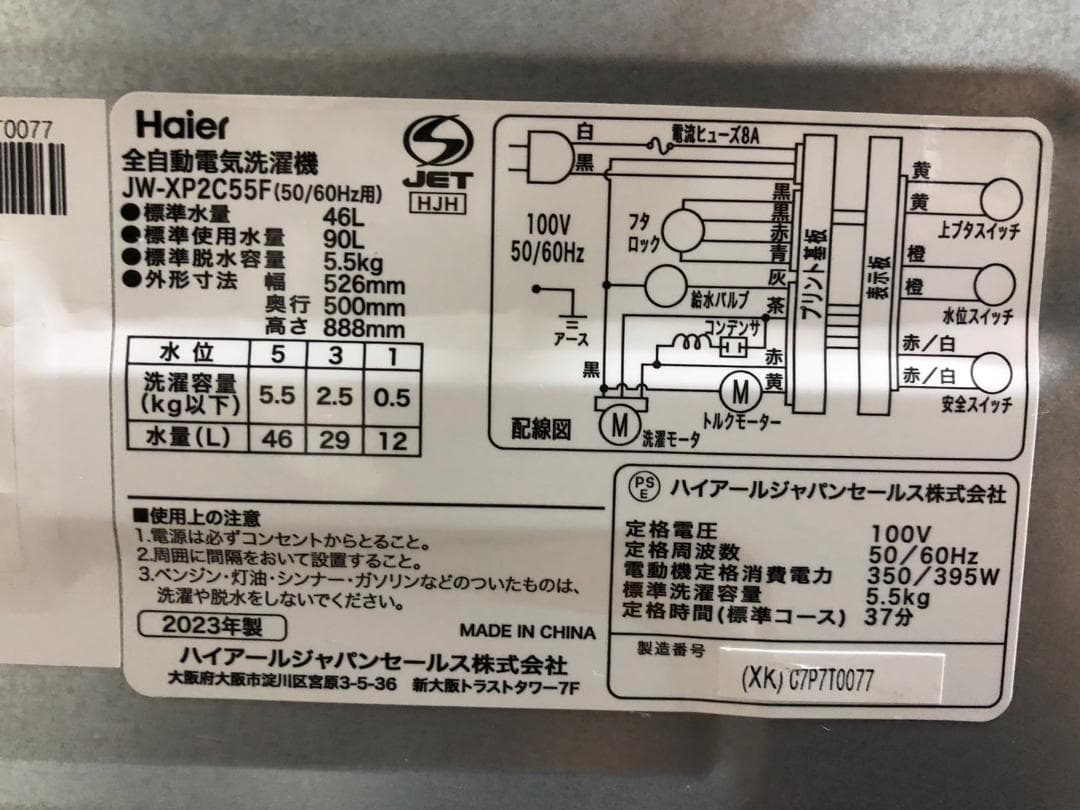 T0077
Haier
全自動電気洗濯機
JW-XP2C55F(50/60Hz用)
JET
HJH
●標準水量 46L
●標準使用水量 90L
●標準脱水容量 5.5kg
●外形寸法 幅 526mm
奥行 500mm
高さ 888mm
水位 5 3 1
洗濯容量(kg以下) 5.5 2.5 0.5
水量(L) 46 29 12
白
電流ヒューズ8A
黒
100V
50/60Hz
フタロック
黒
黒
赤
青
灰
給水バルブ
茶
アース
コンデンサ
赤
黒
黄
M
M
トルクモーター
洗濯モータ
配線図
プリント基板
表示板
黄
黄
上ブタスイッチ
橙
橙
水位スイッチ
赤/白
赤/白
安全スイッチ
■使用上の注意
1.電源は必ずコンセントからとること。
2.周囲に間隔をおいて設置すること。
3.ベンジン・灯油・シンナー・ガソリンなどのついたものは、
洗濯や脱水をしないでください。
2023年製
MADE IN CHINA
ハイアールジャパンセールス株式会社
大阪府大阪市淀川区宮原3-5-36 新大阪トラストタワー7F
PSE ハイアールジャパンセールス株式会社
定格電圧 100V
定格周波数 50/60Hz
電動機定格消費電力 350/395W
標準洗濯容量 5.5kg
定格時間(標準コース) 37分
製造番号
(XK) C7P7T0077